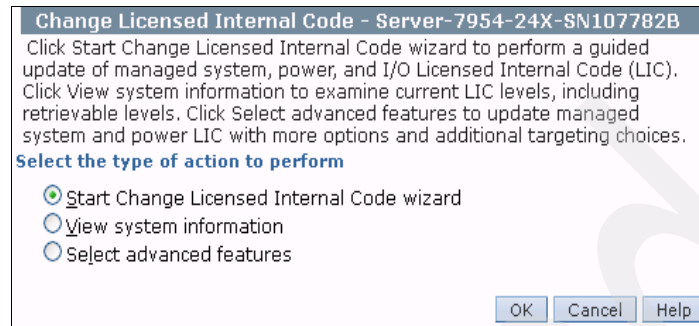 Change Licensed Internal Code - Server-7954-24X-SN107782B
Click Start Change Licensed Internal Code wizard to perform a guided
update of managed system, power, and I/O Licensed Internal Code (LIC).
Click View system information to examine current LIC levels, including
retrievable levels. Click Select advanced features to update managed
system and power LIC with more options and additional targeting choices.
Select the type of action to perform
Start Change Licensed Internal Code wizard
View system information
Select advanced features
OK Cancel Help